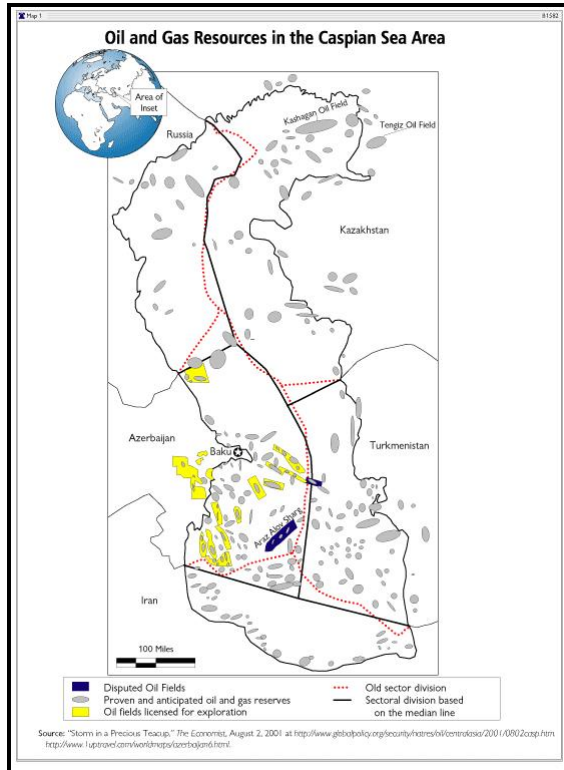 Map 1
B1582
Oil and Gas Resources in the Caspian Sea Area
Area of
Inset
Russia
Kashagan Oil Field
Tengiz Oil Field
Kazakhstan
Azerbaijan
Baku
Turkmenistan
Araz Alov Sharg
Iran
100 Miles
Disputed Oil Fields
Proven and anticipated oil and gas reserves
Oil fields licensed for exploration
Old sector division
Sectoral division based
on the median line
Source: "Storm in a Precious Teacup," The Economist, August 2, 2001 at http://www.globalpolicy.org/security/natres/oil/centralasia/2001/0802casp.htm.
http://www.1uptravel.com/worldmaps/azerbaijan6.html.